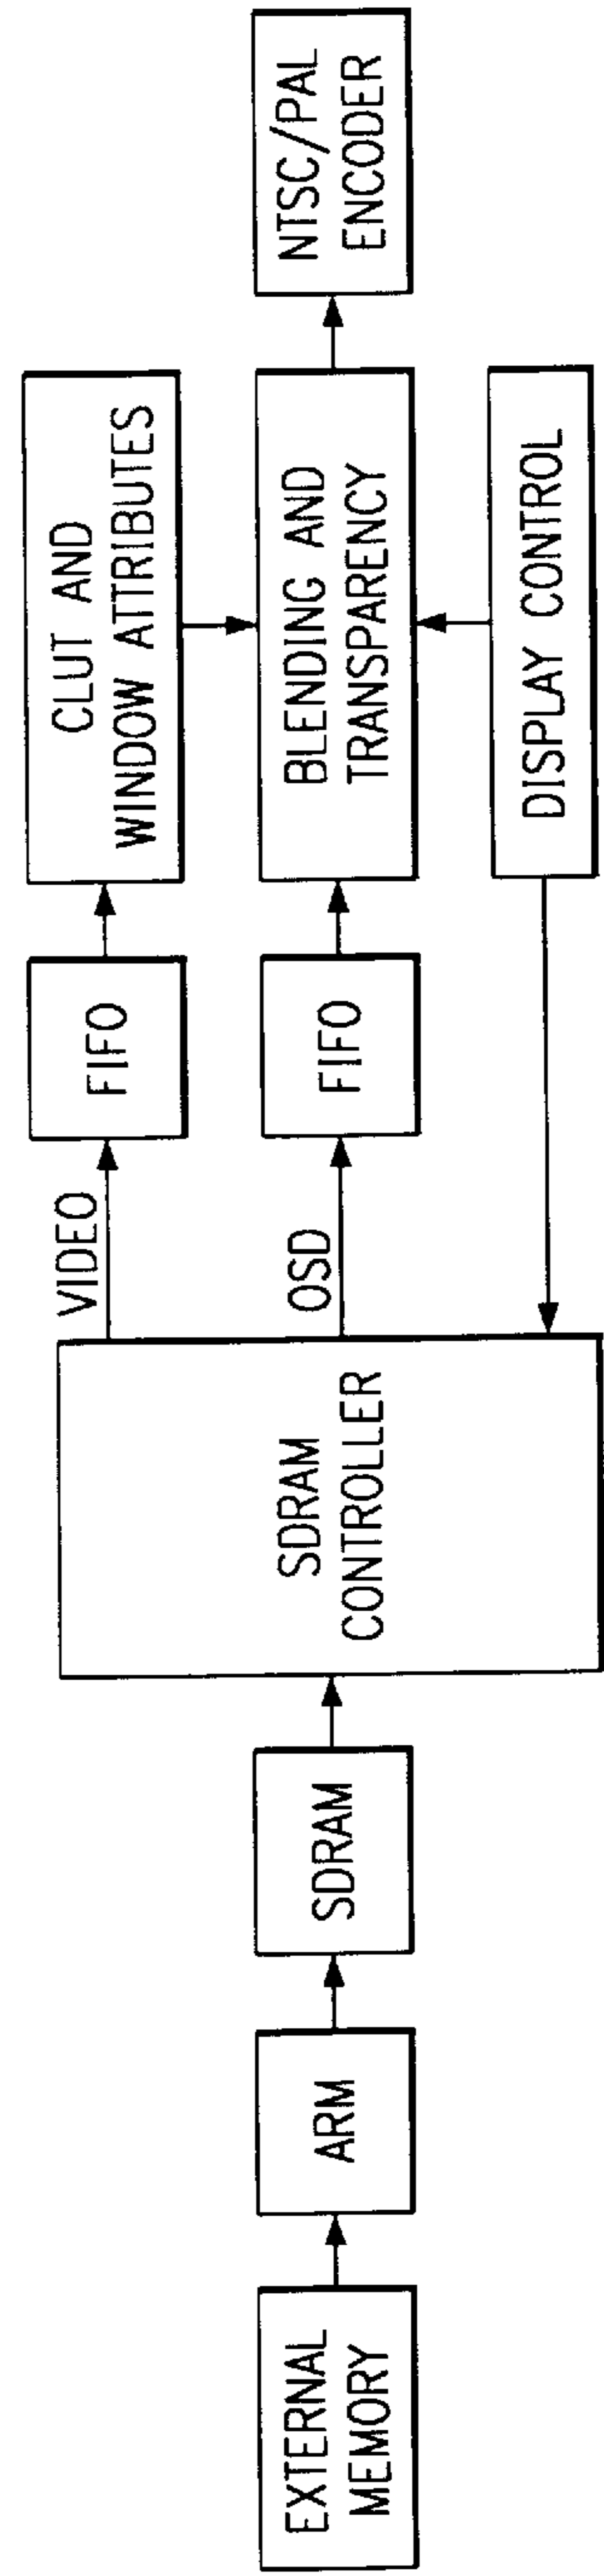 EXTERNAL
MEMORY
ARM
SDRAM
SDRAM
CONTROLLER
VIDEO
OSD
FIFO
FIFO
CLUT AND
WINDOW ATTRIBUTES
BLENDING AND
TRANSPARENCY
DISPLAY CONTROL
NTSC/PAL
ENCODER